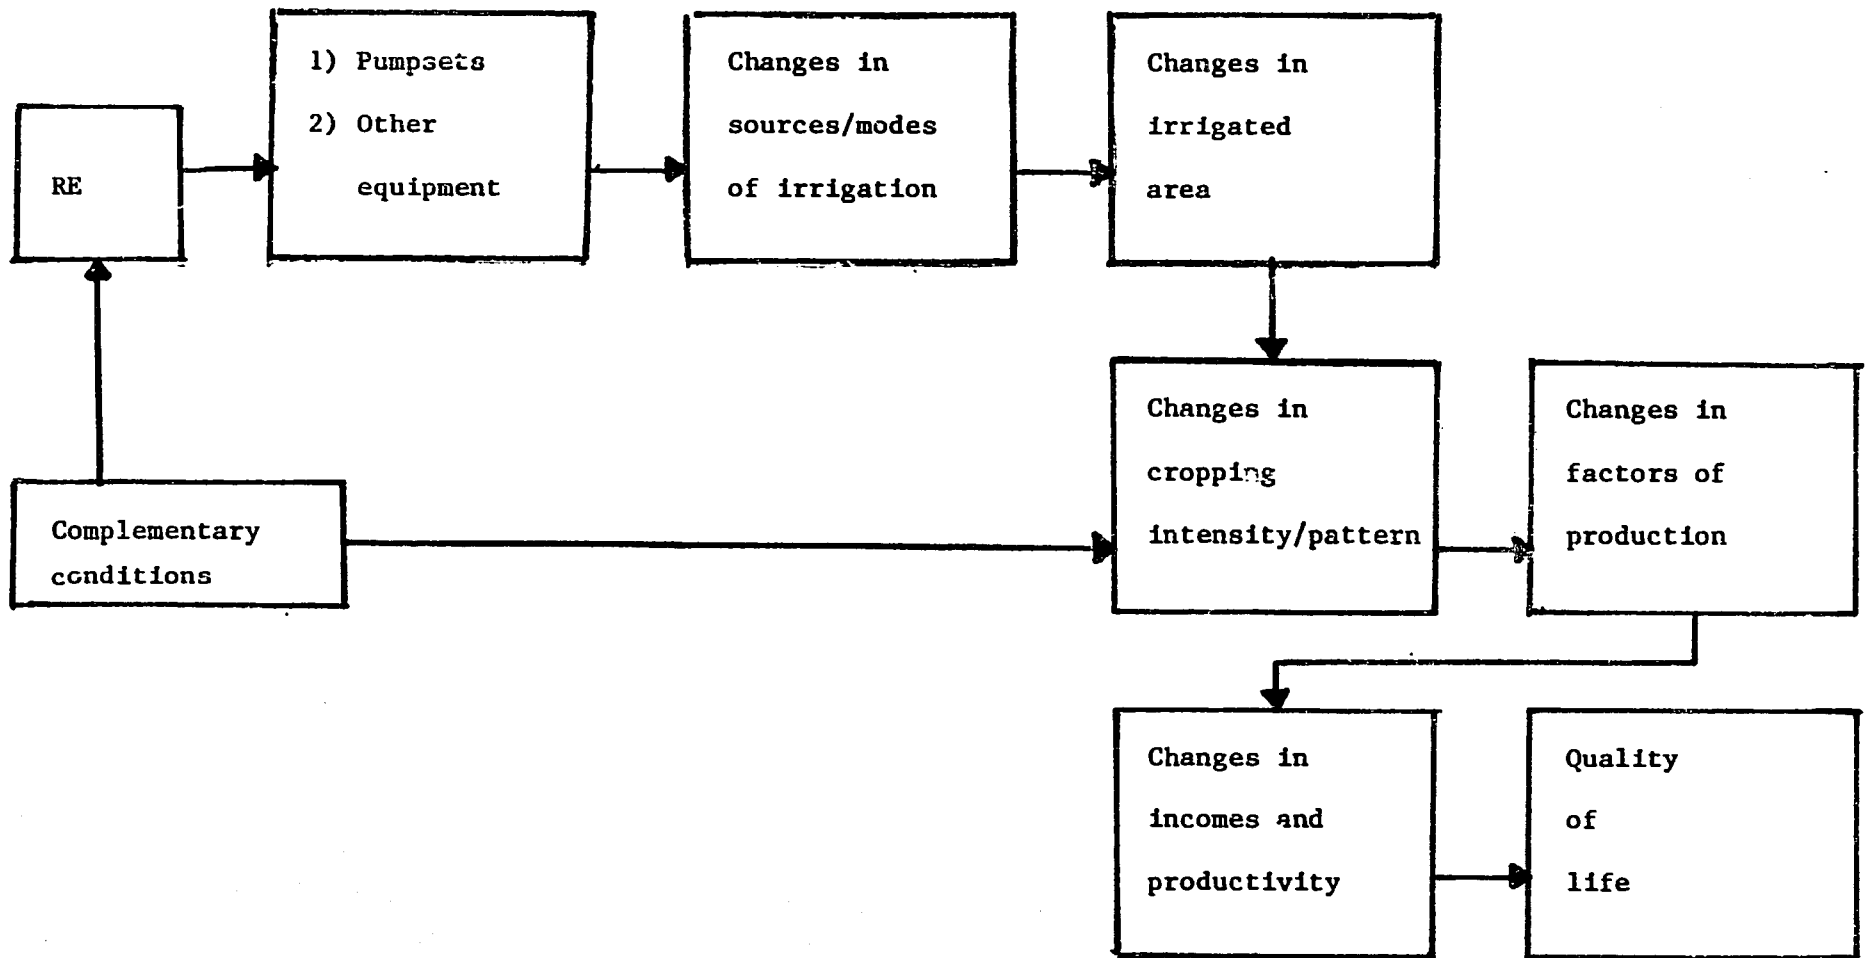 RE
1) Pumpsets
2) Other
equipment
Changes in
sources/modes
of irrigation
Changes in
irrigated
area
Complementary
conditions
Changes in
cropping
intensity/pattern
Changes in
factors of
production
Changes in
incomes and
productivity
Quality
of
life